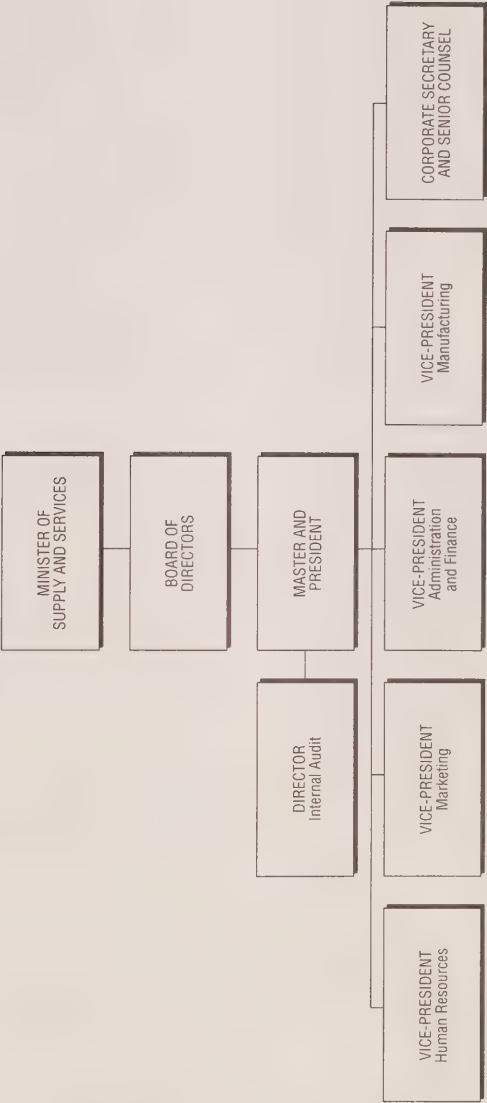 MINISTER OF
SUPPLY AND SERVICES
BOARD OF
DIRECTORS
MASTER AND
PRESIDENT
DIRECTOR
Internal Audit
VICE-PRESIDENT
Human Resources
VICE-PRESIDENT
Marketing
VICE-PRESIDENT
Administration
and Finance
VICE-PRESIDENT
Manufacturing
CORPORATE SECRETARY
AND SENIOR COUNSEL